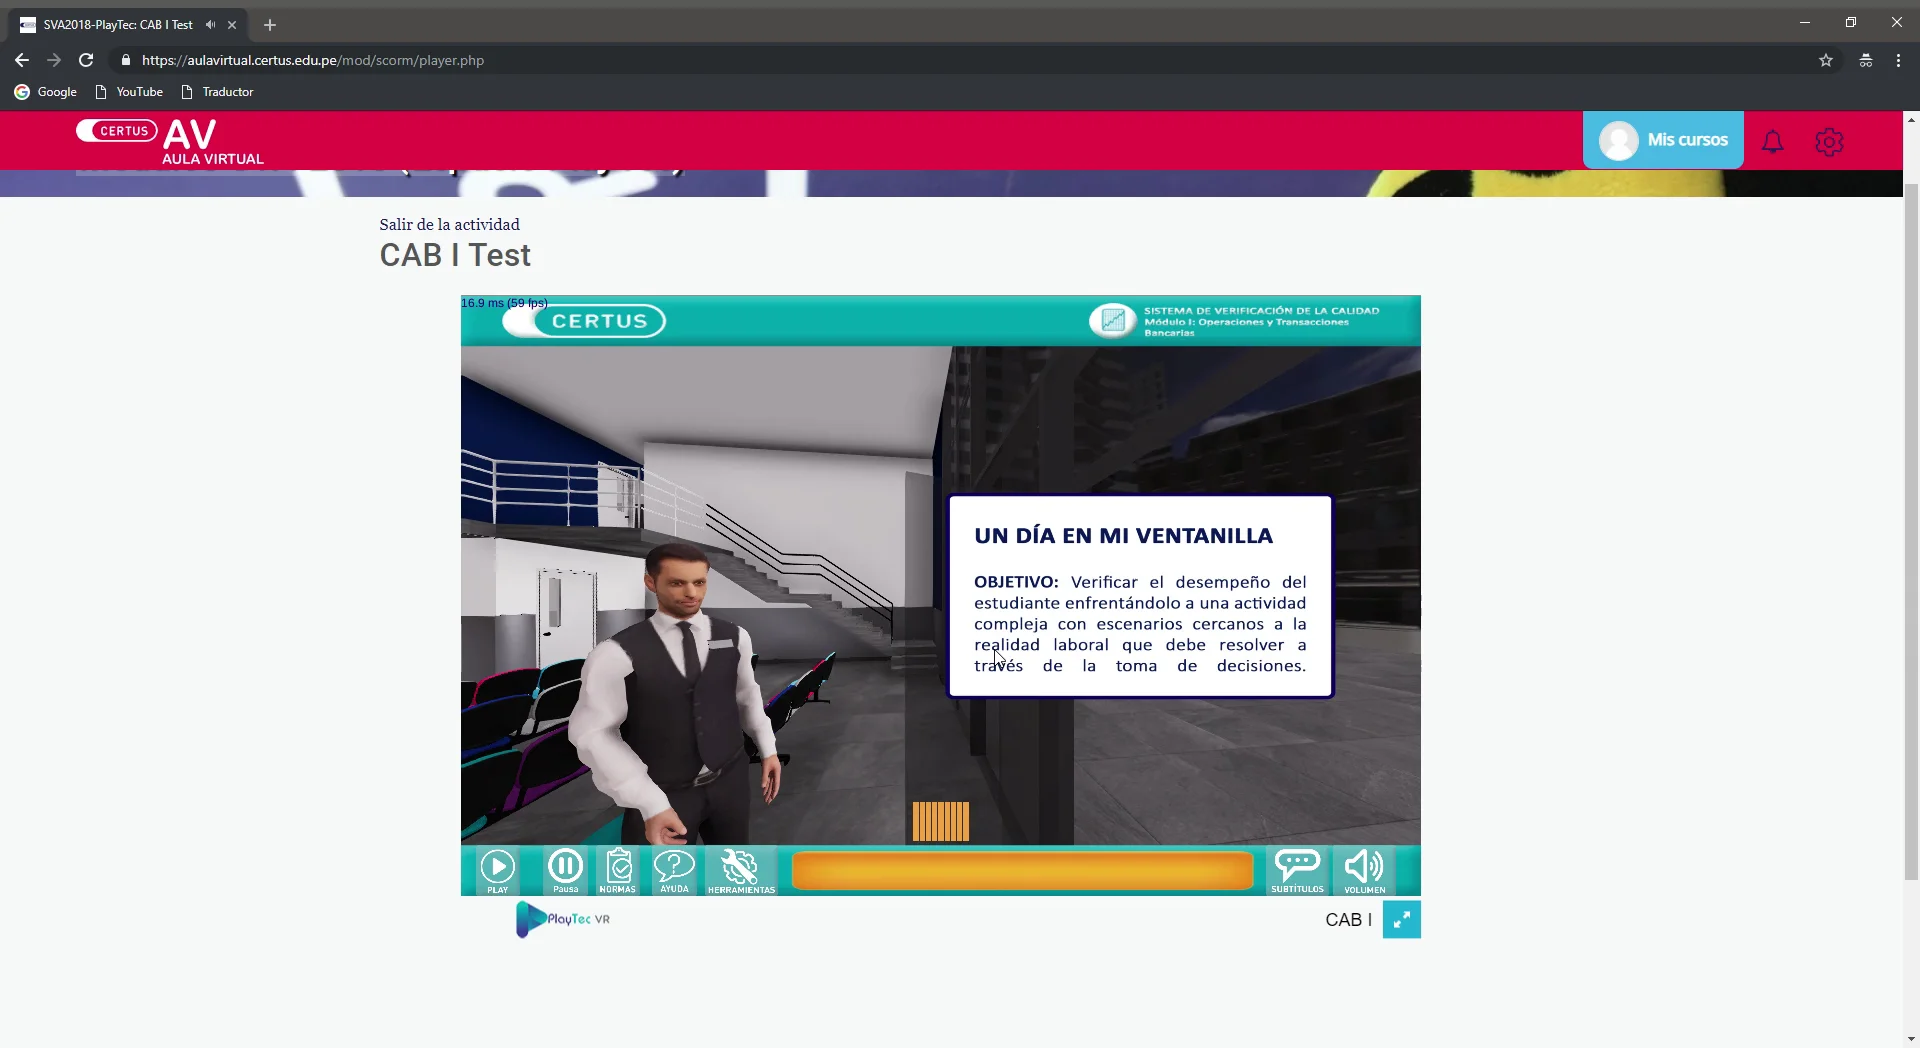 SVA2018-PlayTec: CAB I Test
https://aulavirtual.certus.edu.pe/mod/scorm/player.php
Google YouTube Traductor
CERTUS AV
AULA VIRTUAL
Mis cursos
Salir de la actividad
CAB I Test
16.9 ms (59 fps)
CERTUS
SISTEMA DE VERIFICACIÓN DE LA CALIDAD
Módulo I: Operaciones y Transacciones
Bancarias
UN DÍA EN MI VENTANILLA
OBJETIVO: Verificar el desempeño del
estudiante enfrentándolo a una actividad
compleja con escenarios cercanos a la
realidad laboral que debe resolver a
través de la toma de decisiones.
PLAY Pausa NORMAS AYUDA HERRAMIENTAS SUBTÍTULOS VOLUMEN
PlayTec VR
CAB I